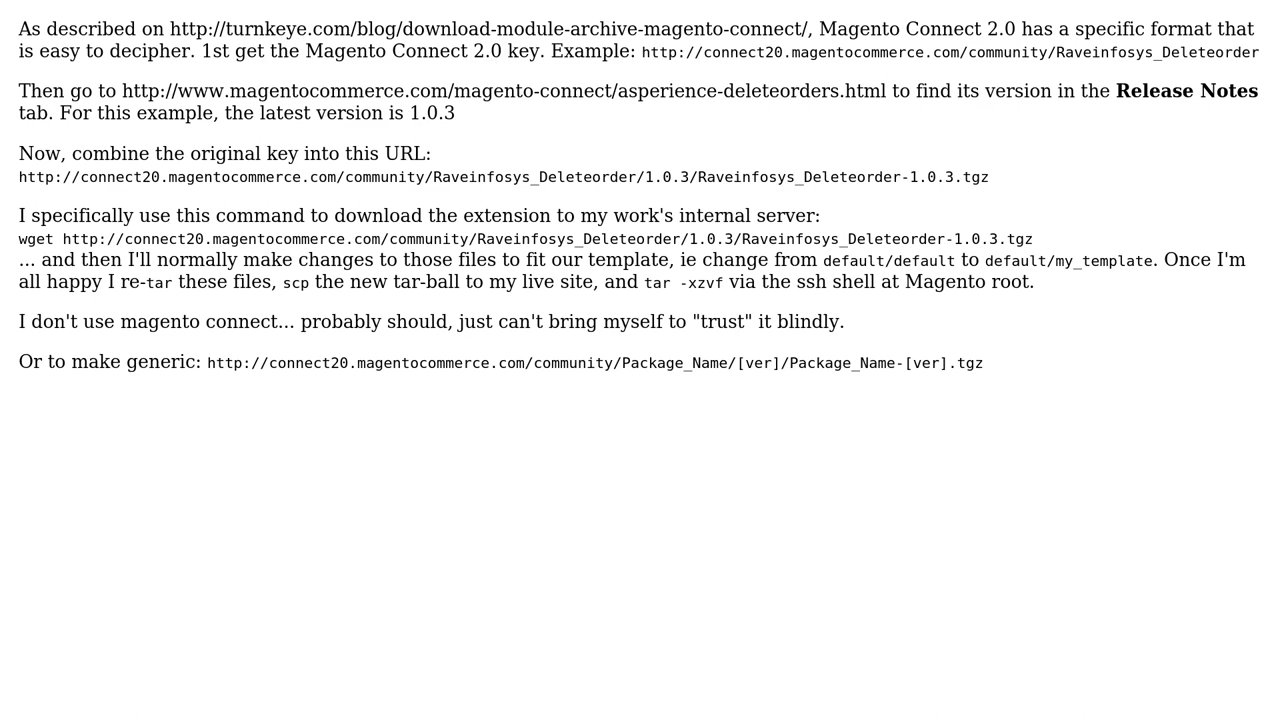 As described on http://turnkeye.com/blog/download-module-archive-magento-connect/, Magento Connect 2.0 has a specific format that
is easy to decipher. 1st get the Magento Connect 2.0 key. Example: http://connect20.magentocommerce.com/community/Raveinfosys_Deleteorder
Then go to http://www.magentocommerce.com/magento-connect/asperience-deleteorders.html to find its version in the Release Notes
tab. For this example, the latest version is 1.0.3
Now, combine the original key into this URL:
http://connect20.magentocommerce.com/community/Raveinfosys_Deleteorder/1.0.3/Raveinfosys_Deleteorder-1.0.3.tgz
I specifically use this command to download the extension to my work's internal server:
wget http://connect20.magentocommerce.com/community/Raveinfosys_Deleteorder/1.0.3/Raveinfosys_Deleteorder-1.0.3.tgz
... and then I'll normally make changes to those files to fit our template, ie change from default/default to default/my_template. Once I'm
all happy I re-tar these files, scp the new tar-ball to my live site, and tar -xzvf via the ssh shell at Magento root.
I don't use magento connect... probably should, just can't bring myself to "trust" it blindly.
Or to make generic: http://connect20.magentocommerce.com/community/Package_Name/[ver]/Package_Name-[ver].tgz